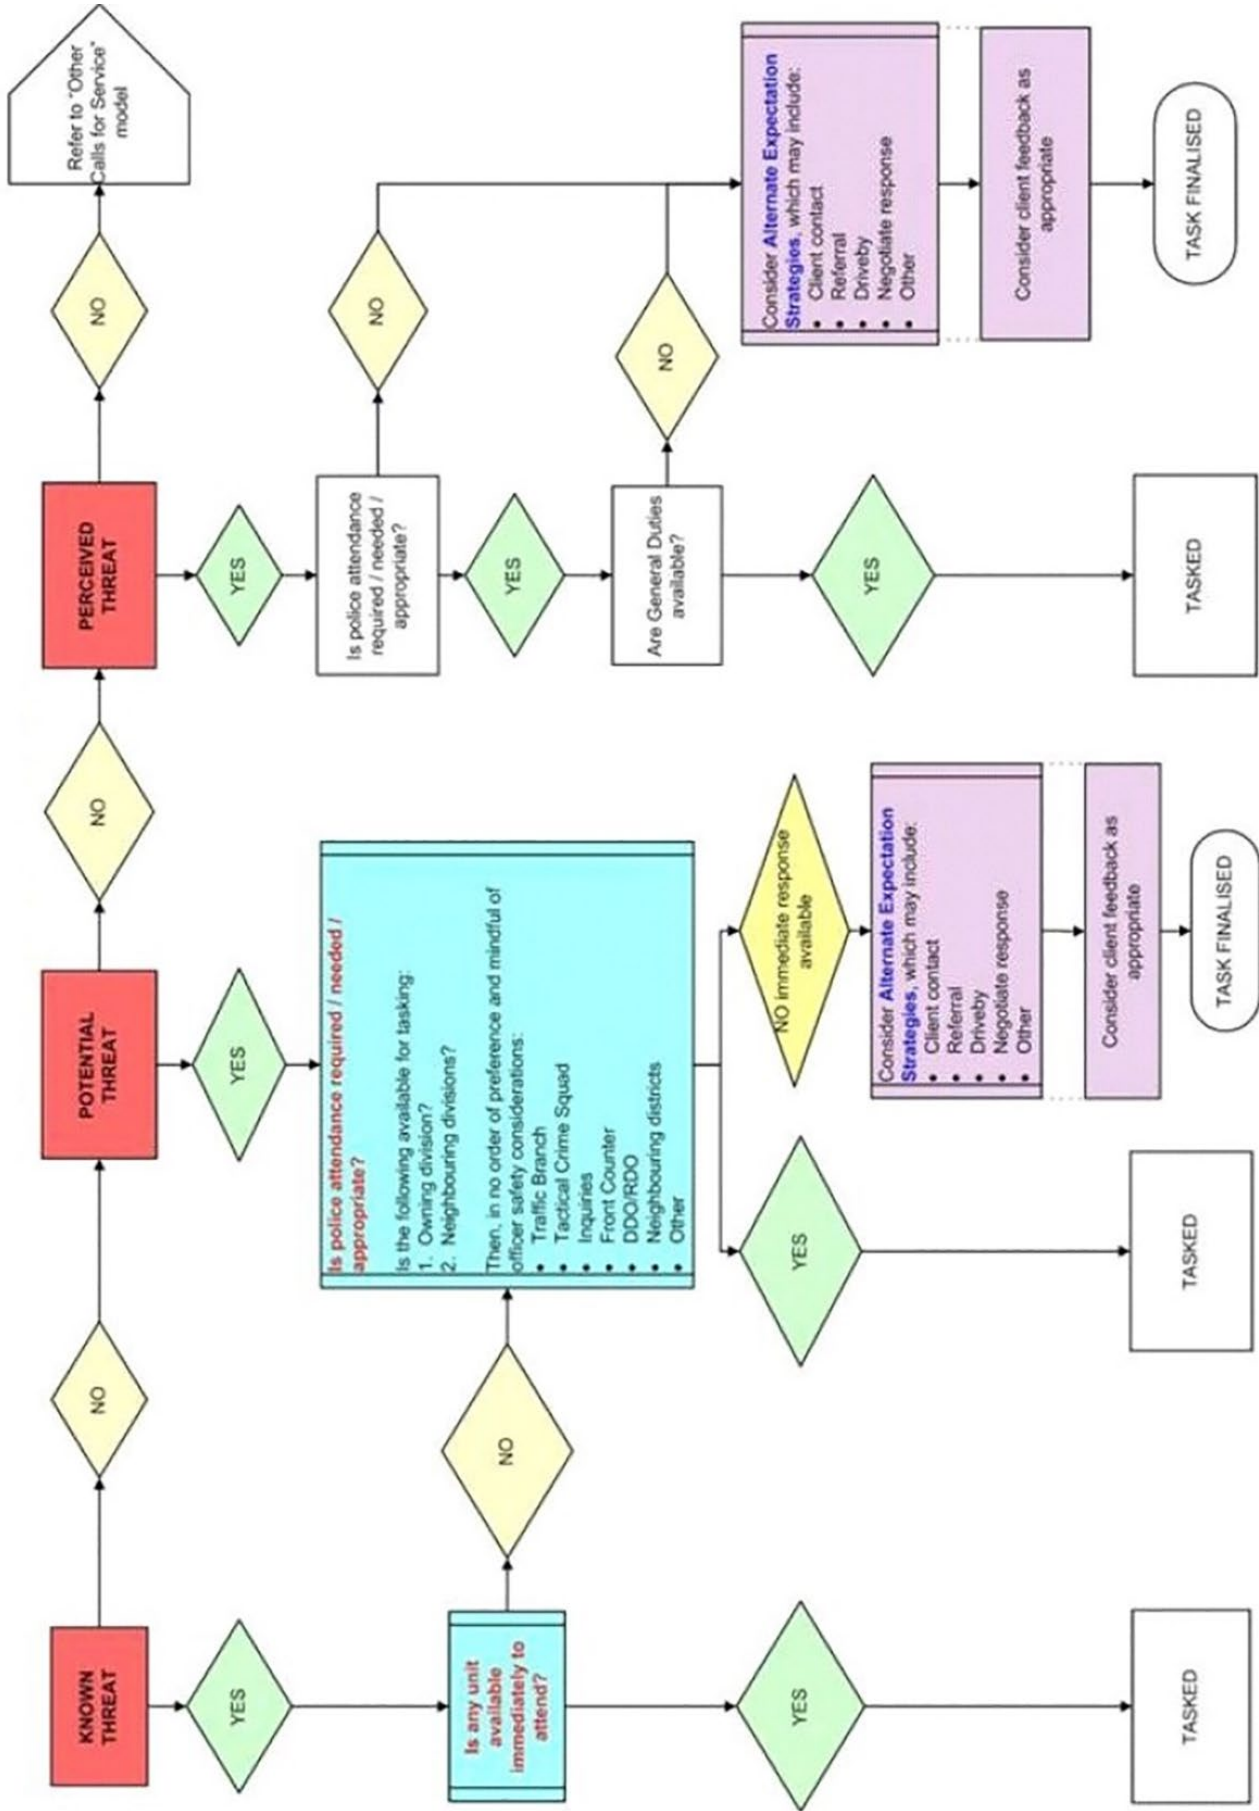 KNOWN
THREAT
NO
POTENTIAL
THREAT
NO
PERCEIVED
THREAT
NO
Refer to "Other
Calls for Service"
model
YES
YES
YES
Is any unit
available
immediately to
attend?
NO
Is police attendance required / needed /
appropriate?
Is the following available for tasking:
1. Owning division?
2. Neighbouring divisions?
Then, in no order of preference and mindful of
officer safety considerations:
• Traffic Branch
• Tactical Crime Squad
• Inquiries
• Front Counter
• DDO/RDO
• Neighbouring districts
• Other
Is police attendance
required / needed /
appropriate?
NO
YES
Are General Duties
available?
NO
YES
YES
NO immediate response
available
YES
Consider Alternate Expectation
Strategies, which may include:
• Client contact
• Referral
• Driveby
• Negotiate response
• Other
Consider client feedback as
appropriate
TASK FINALISED
Consider Alternate Expectation
Strategies, which may include:
• Client contact
• Referral
• Driveby
• Negotiate response
• Other
Consider client feedback as
appropriate
TASK FINALISED
TASKED
TASKED
TASKED